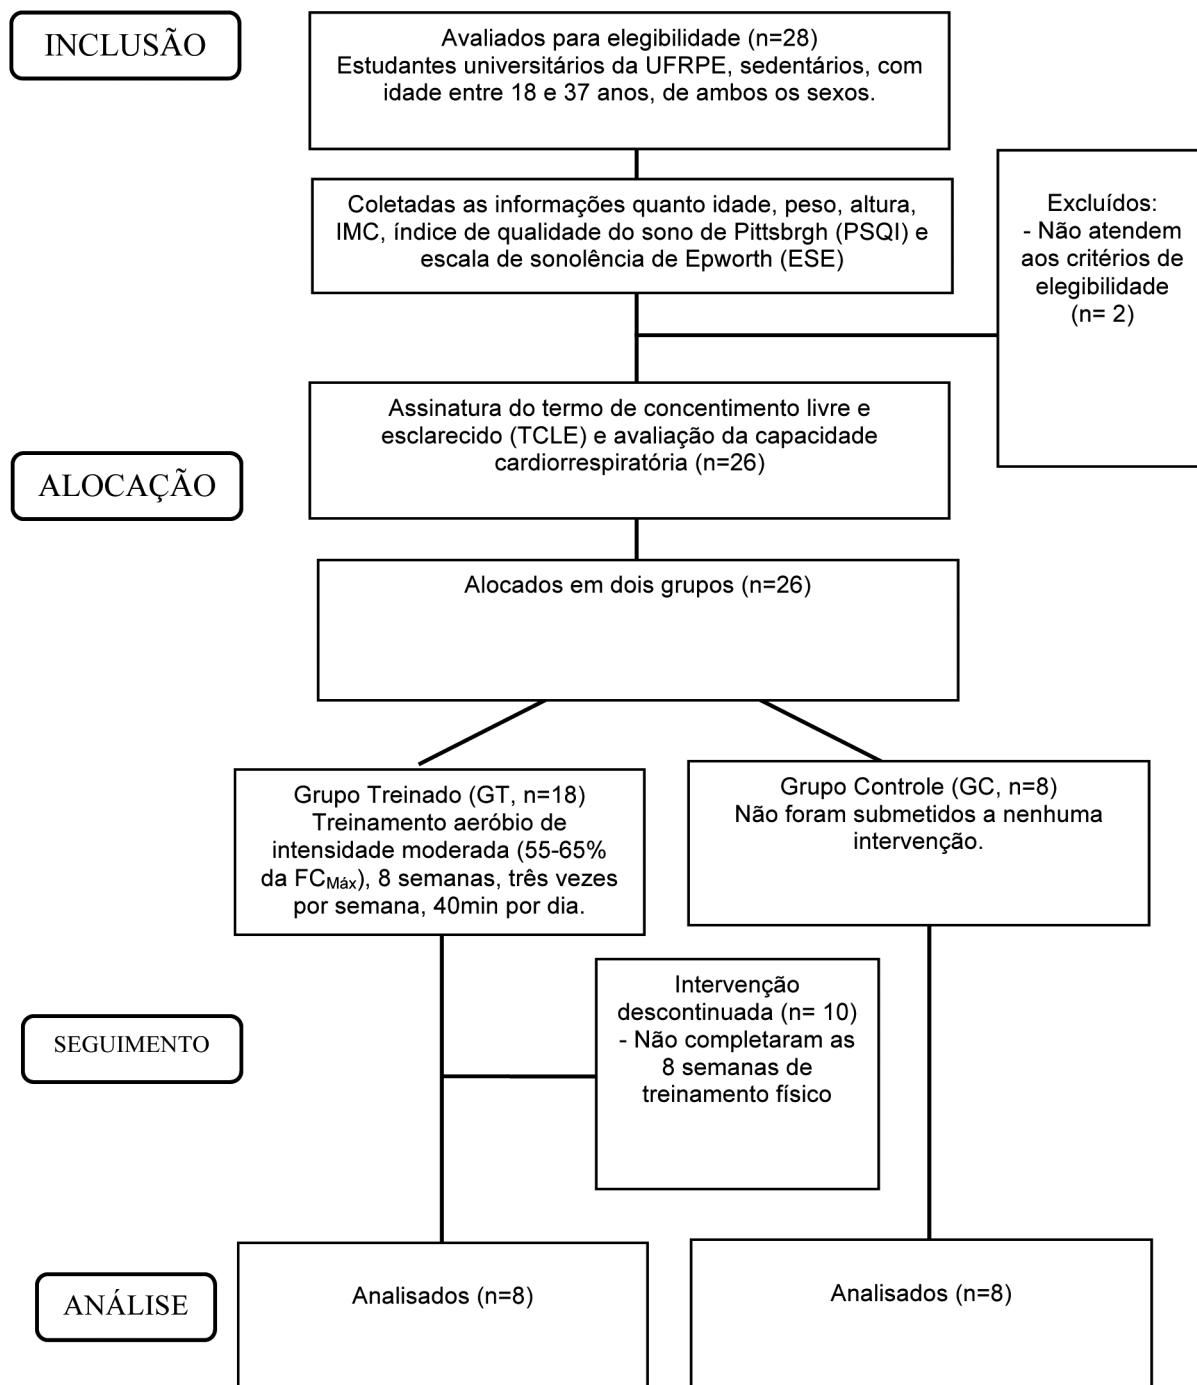 INCLUSÃO
Avaliados para elegibilidade (n=28)
Estudantes universitários da UFRPE, sedentários, com
idade entre 18 e 37 anos, de ambos os sexos.
Coletadas as informações quanto idade, peso, altura,
IMC, índice de qualidade do sono de Pittsbrgh (PSQI) e
escala de sonolência de Epworth (ESE)
Excluídos:
- Não atendem
aos critérios de
elegibilidade
(n= 2)
Assinatura do termo de concentimento livre e
esclarecido (TCLE) e avaliação da capacidade
cardiorrespiratória (n=26)
ALOCAÇÃO
Alocados em dois grupos (n=26)
Grupo Treinado (GT, n=18)
Treinamento aeróbio de
intensidade moderada (55-65%
da FCMáx), 8 semanas, três vezes
por semana, 40min por dia.
Grupo Controle (GC, n=8)
Não foram submetidos a nenhuma
intervenção.
Intervenção
descontinuada (n= 10)
- Não completaram as
8 semanas de
treinamento físico
SEGUIMENTO
ANÁLISE
Analisados (n=8)
Analisados (n=8)